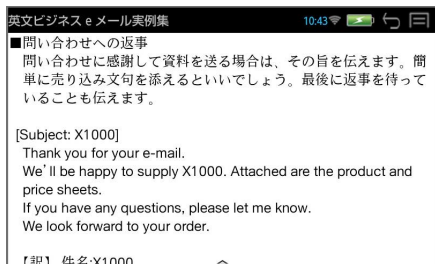 英文ビジネスeメール実例集 10:43
■問い合わせへの返事
問い合わせに感謝して資料を送る場合は、その旨を伝えます。簡
単に売り込み文句を添えるといいでしょう。最後に返事を待って
いることも伝えます。
[Subject: X1000]
Thank you for your e-mail.
We'll be happy to supply X1000. Attached are the product and
price sheets.
If you have any questions, please let me know.
We look forward to your order.
【訳】 件名:X1000